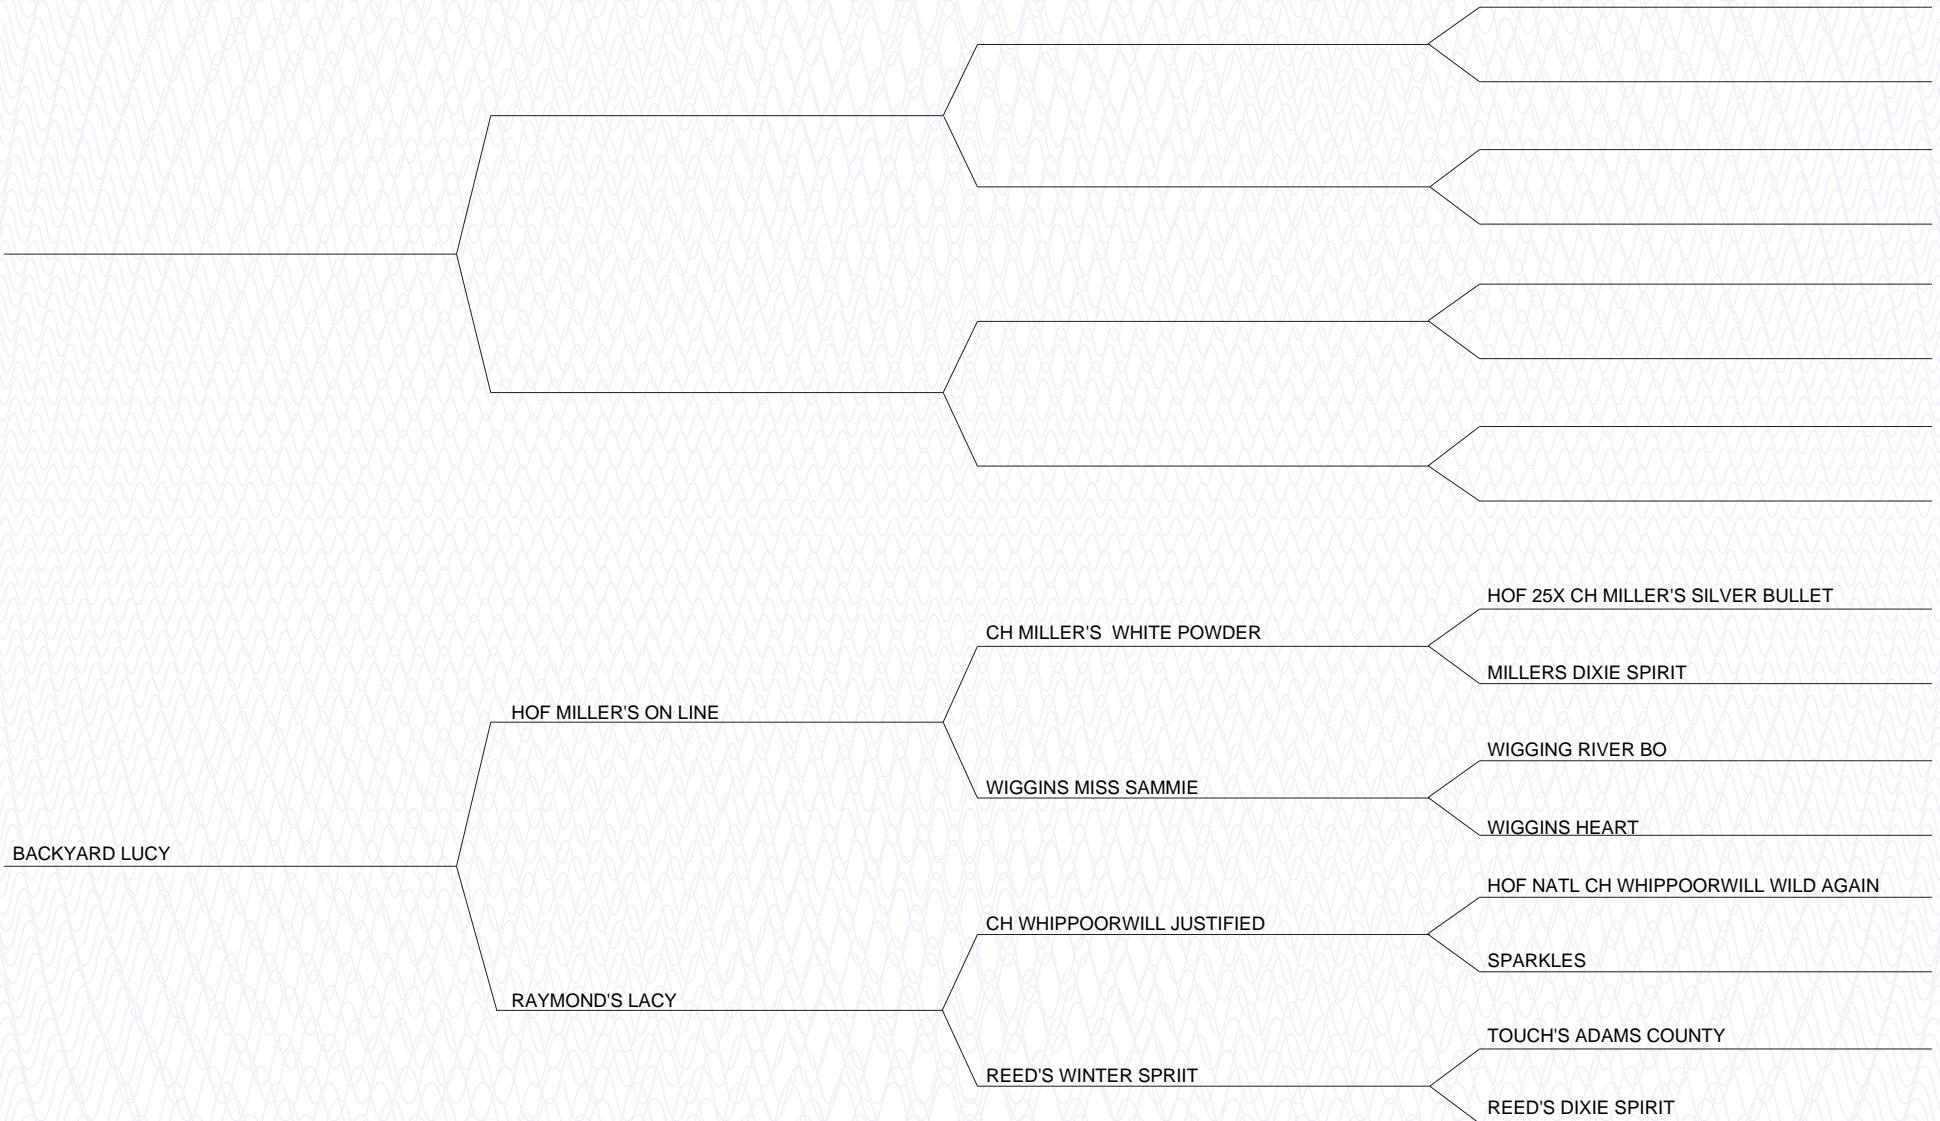 HOF 25X CH MILLER'S SILVER BULLET
CH MILLER'S  WHITE POWDER
MILLERS DIXIE SPIRIT
HOF MILLER'S ON LINE
WIGGING RIVER BO
WIGGINS MISS SAMMIE
WIGGINS HEART
BACKYARD LUCY
HOF NATL CH WHIPPOORWILL WILD AGAIN
CH WHIPPOORWILL JUSTIFIED
SPARKLES
RAYMOND'S LACY
TOUCH'S ADAMS COUNTY
REED'S WINTER SPRIIT
REED'S DIXIE SPIRIT